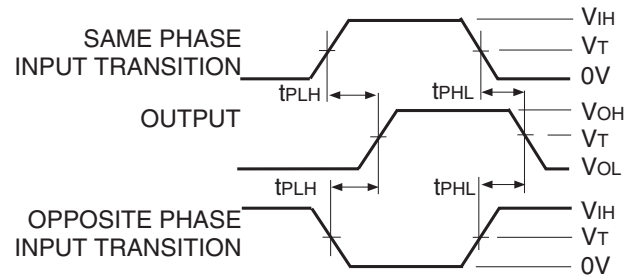 SAME PHASE
INPUT TRANSITION
VIH
VT
0V
tPLH
tPHL
OUTPUT
VOH
VT
VOL
tPLH
tPHL
OPPOSITE PHASE
INPUT TRANSITION
VIH
VT
0V